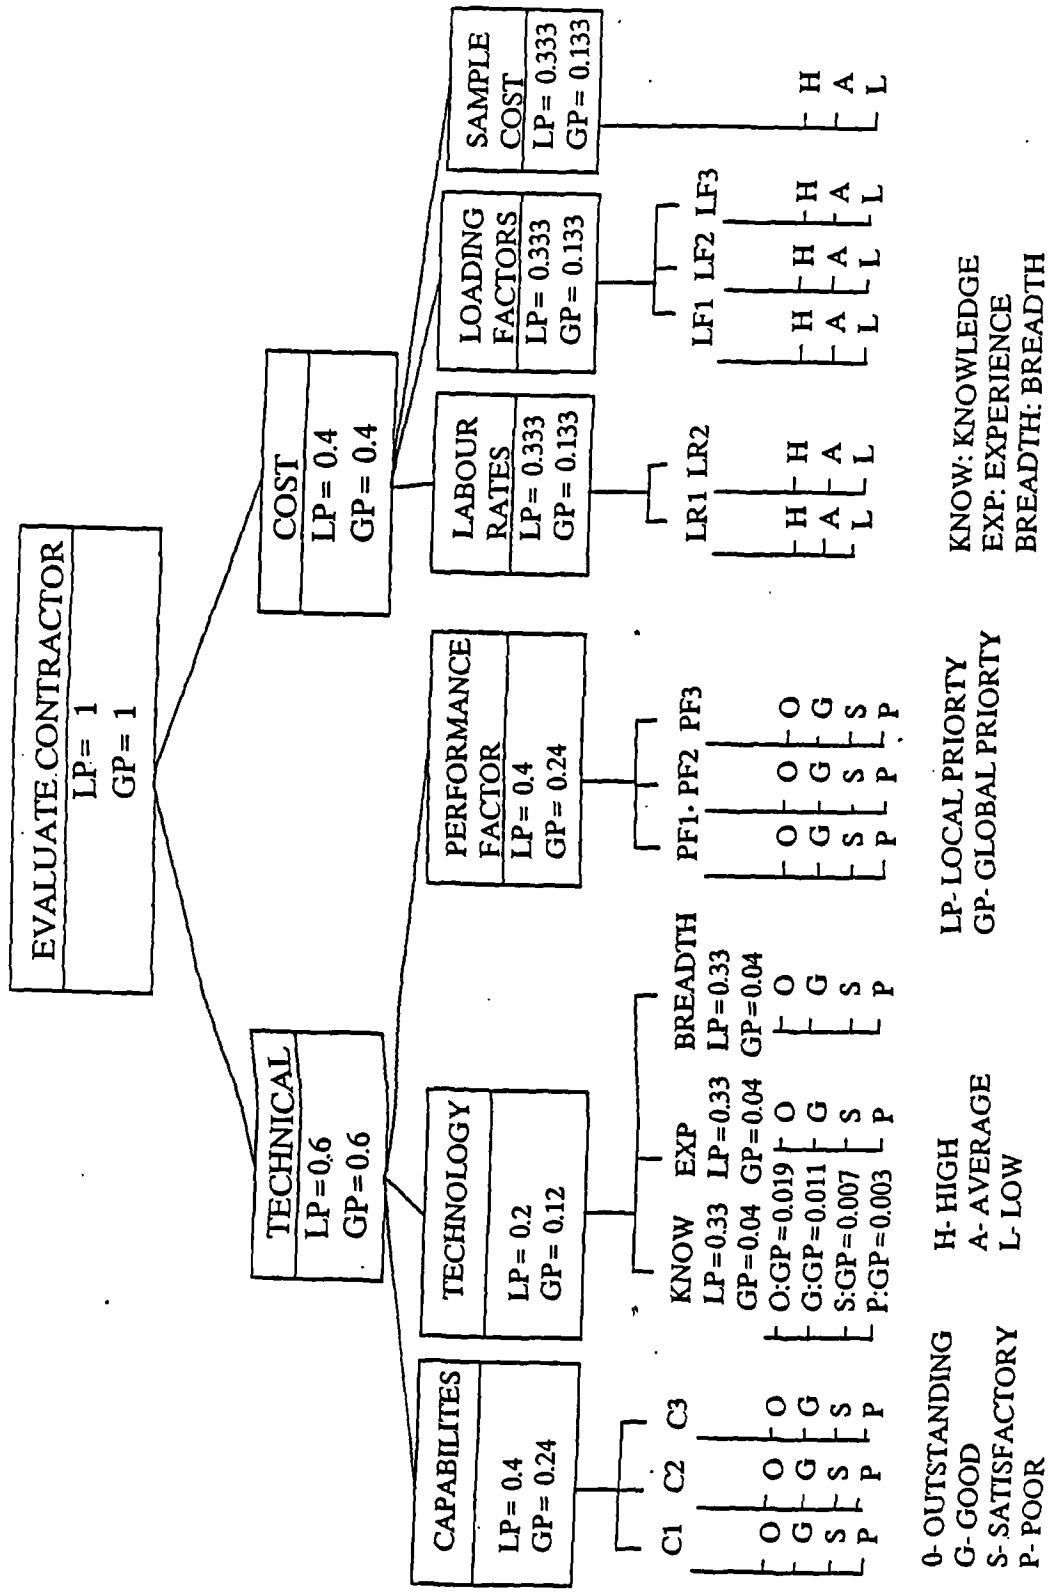 EVALUATE.CONTRACTOR
LP= 1
GP= 1
TECHNICAL
LP=0.6
GP=0.6
COST
LP= 0.4
GP= 0.4
CAPABILITES
LP=0.4
GP=0.24
TECHNOLOGY
LP=0.2
GP=0.12
PERFORMANCE
FACTOR
LP=0.4
GP=0.24
LABOUR
RATES
LP=0.333
GP=0.133
LOADING
FACTORS
LP=0.333
GP=0.133
SAMPLE
COST
LP=0.333
GP= 0.133
C1 C2 C3
O O O
G G G
S S S
P P P
KNOW EXP BREADTH
LP=0.33 LP=0.33 LP=0.33
GP=0.04 GP=0.04 GP=0.04
O:GP=0.019 O O
G:GP=0.011 G G
S:GP=0.007 S S
P:GP=0.003 P P
PF1. PF2 PF3
O O O
G G G
S S S
P P P
LR1 LR2
H H
A A
L L
LF1 LF2 LF3
H H H
A A A
L L L
H
A
L
0- OUTSTANDING
G- GOOD
S- SATISFACTORY
P- POOR
H- HIGH
A- AVERAGE
L- LOW
LP- LOCAL PRIORTY
GP- GLOBAL PRIORTY
KNOW: KNOWLEDGE
EXP: EXPERIENCE
BREADTH: BREADTH